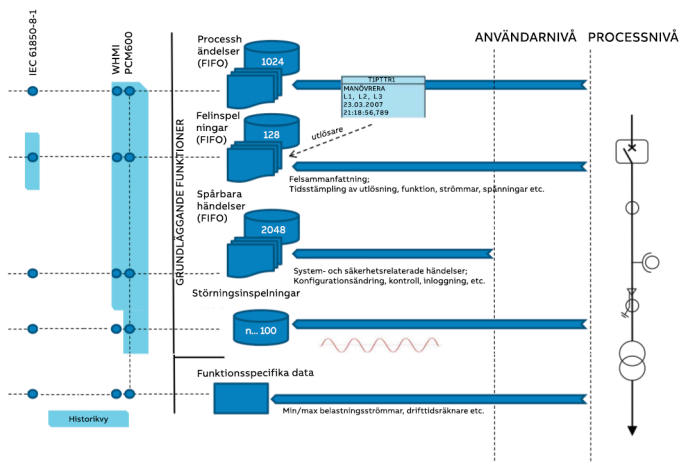 IEC 61850-8-1
WHMI
PCM600
ANVÄNDARNIVÅ
PROCESSNIVÅ
GRUNDLÄGGANDE FUNKTIONER
Processh
ändelser
(FIFO)
1024
T1PTTR1
MANÖVRERA
L1, L2, L3
23.03.2007
21:18:56,789
Felinspel
ningar
(FIFO)
128
utlösare
Felsammanfattning;
Tidsstämpling av utlösning, funktion, strömmar, spänningar etc.
Spårbara
händelser
(FIFO)
2048
System- och säkerhetsrelaterade händelser;
Konfigurationsändring, kontroll, inloggning, etc.
Störningsinspelningar
n... 100
Funktionsspecifika data
Min/max belastningsströmmar, drifttidsräknare etc.
Historikvy